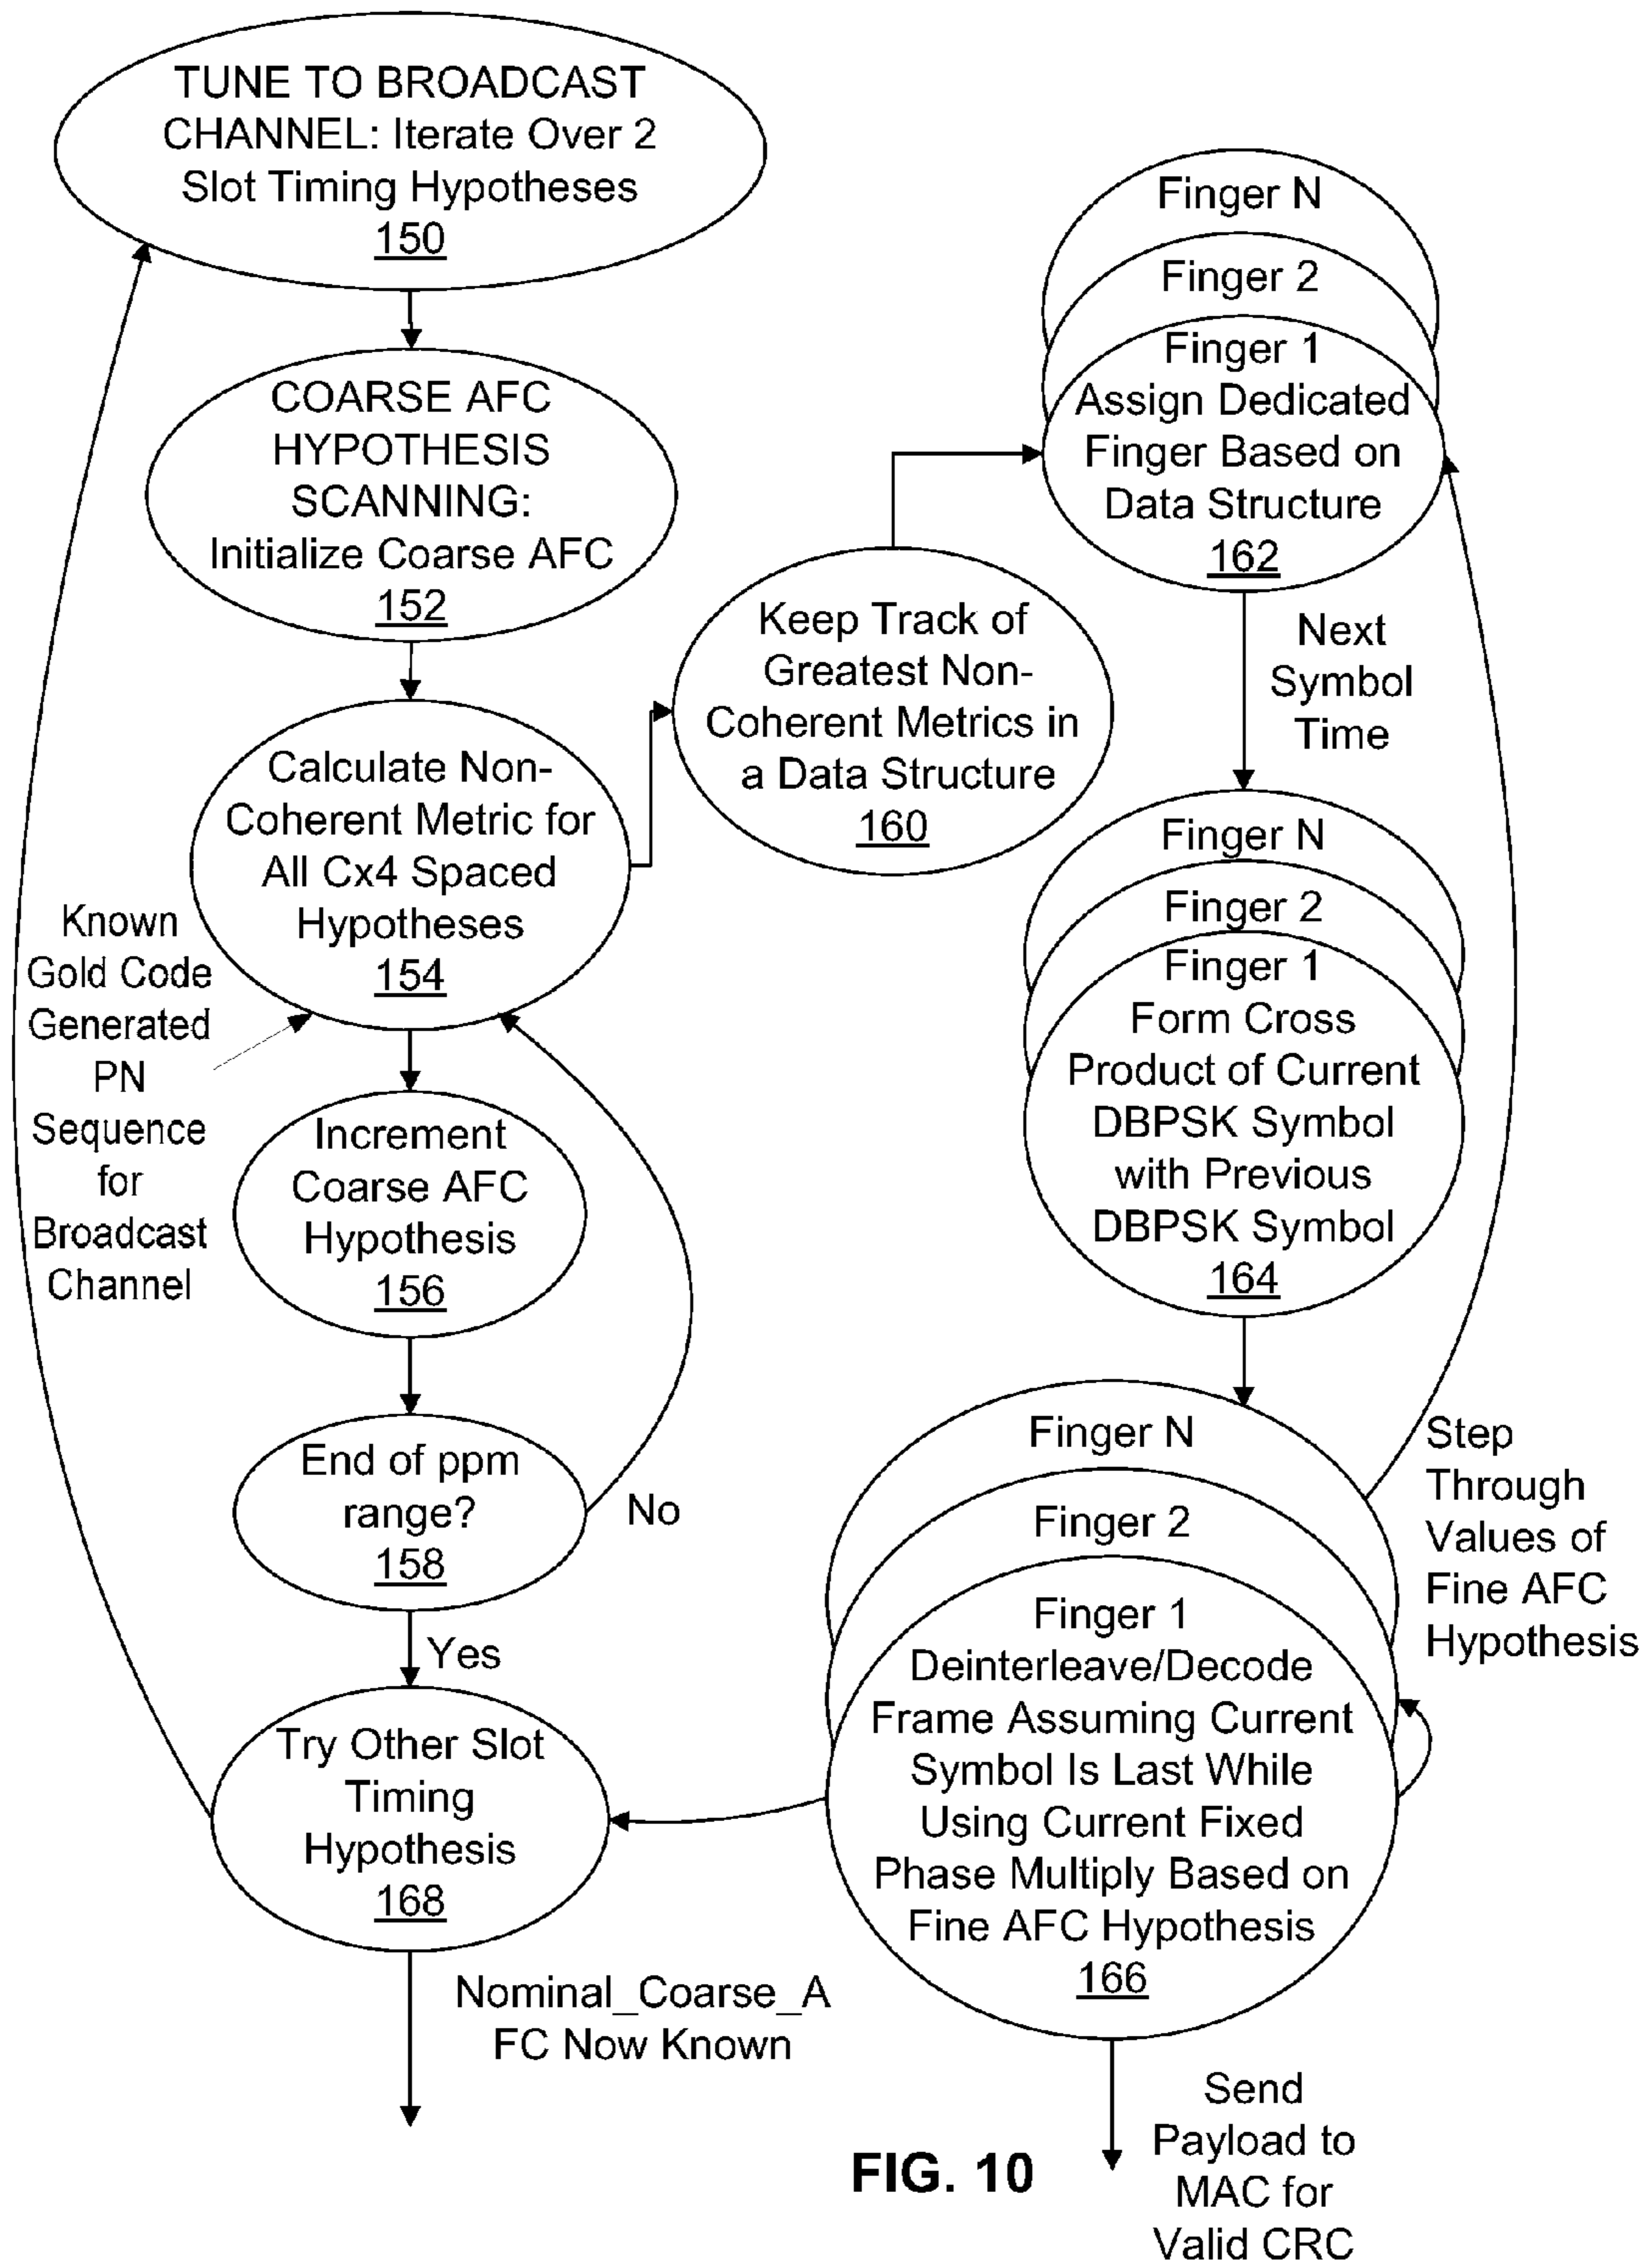 TUNE TO BROADCAST
CHANNEL: Iterate Over 2
Slot Timing Hypotheses
150
COARSE AFC
HYPOTHESIS
SCANNING:
Initialize Coarse AFC
152
Calculate Non-
Coherent Metric for
All Cx4 Spaced
Hypotheses
154
Known
Gold Code
Generated
PN
Sequence
for
Broadcast
Channel
Increment
Coarse AFC
Hypothesis
156
End of ppm
range?
158
No
Yes
Try Other Slot
Timing
Hypothesis
168
Nominal_Coarse_A
FC Now Known
Keep Track of
Greatest Non-
Coherent Metrics in
a Data Structure
160
Finger N
Finger 2
Finger 1
Assign Dedicated
Finger Based on
Data Structure
162
Next
Symbol
Time
Finger N
Finger 2
Finger 1
Form Cross
Product of Current
DBPSK Symbol
with Previous
DBPSK Symbol
164
Finger N
Finger 2
Finger 1
Deinterleave/Decode
Frame Assuming Current
Symbol Is Last While
Using Current Fixed
Phase Multiply Based on
Fine AFC Hypothesis
166
Step
Through
Values of
Fine AFC
Hypothesis
Send
Payload to
MAC for
Valid CRC
FIG. 10